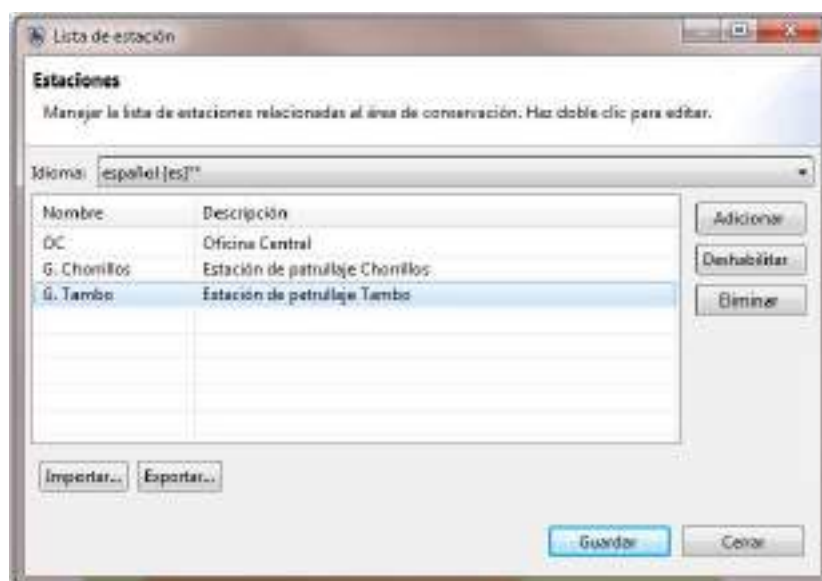 Lista de estación
Estaciones
Manejar la lista de estaciones relacionadas al área de conservación. Haz doble clic para editar.
Idioma: español [es]**
Nombre Descripción
OC Oficina Central
G. Chorrillos Estación de patrullaje Chorrillos
G. Tambo Estación de patrullaje Tambo
Adicionar
Deshabilitar
Eliminar
Importar... Exportar...
Guardar Cerrar